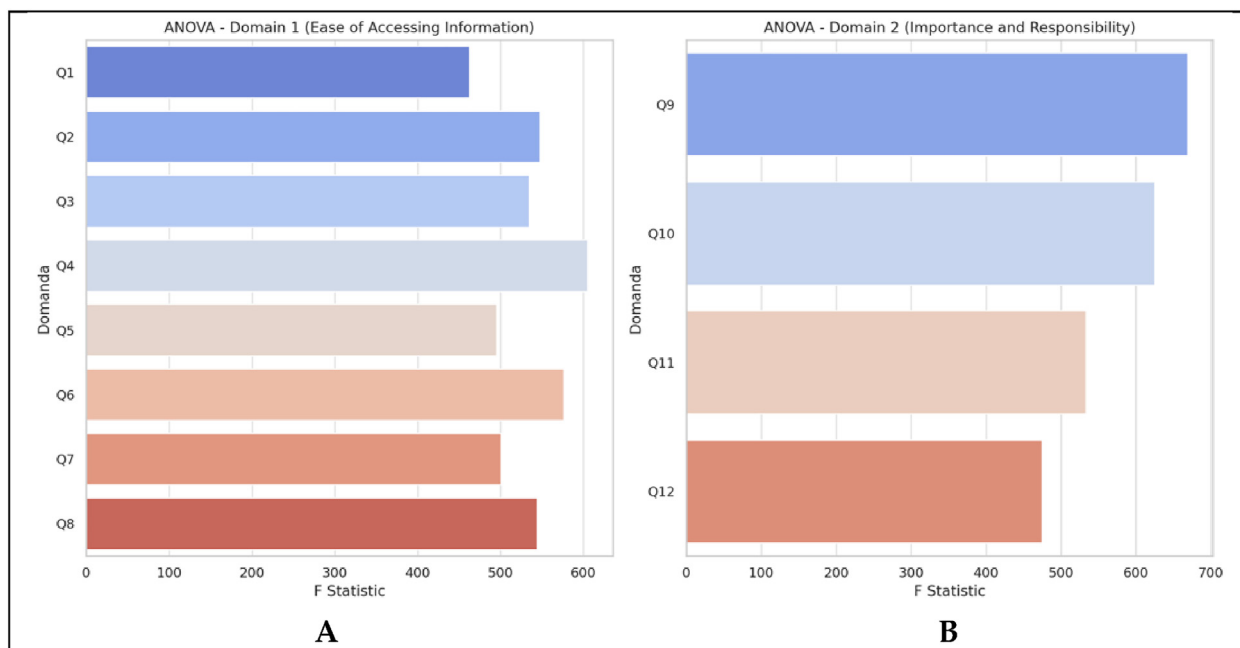 ANOVA - Domain 1 (Ease of Accessing Information)
Q1
Q2
Q3
Q4
Q5
Q6
Q7
Q8
Domanda
0 100 200 300 400 500 600
F Statistic
A
ANOVA - Domain 2 (Importance and Responsibility)
Q9
Q10
Q11
Q12
Domanda
0 100 200 300 400 500 600 700
F Statistic
B